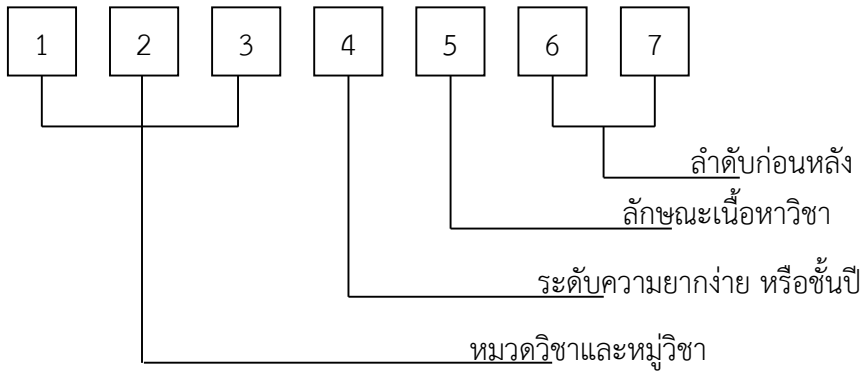 1 2 3 4 5 6 7
ลำดับก่อนหลัง
ลักษณะเนื้อหาวิชา
ระดับความยากง่าย หรือชั้นปี
หมวดวิชาและหมู่วิชา